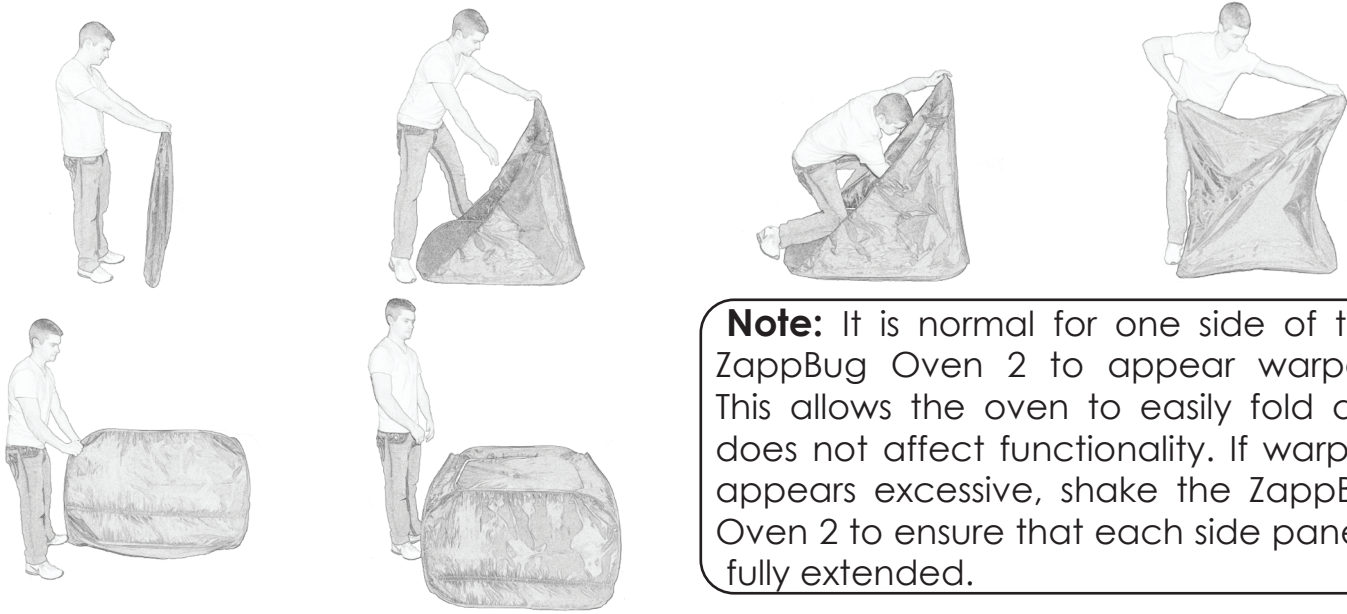 Note: It is normal for one side of t
ZappBug Oven 2 to appear warp
This allows the oven to easily fold
does not affect functionality. If warp
appears excessive, shake the Zapp
Oven 2 to ensure that each side pane
fully extended.